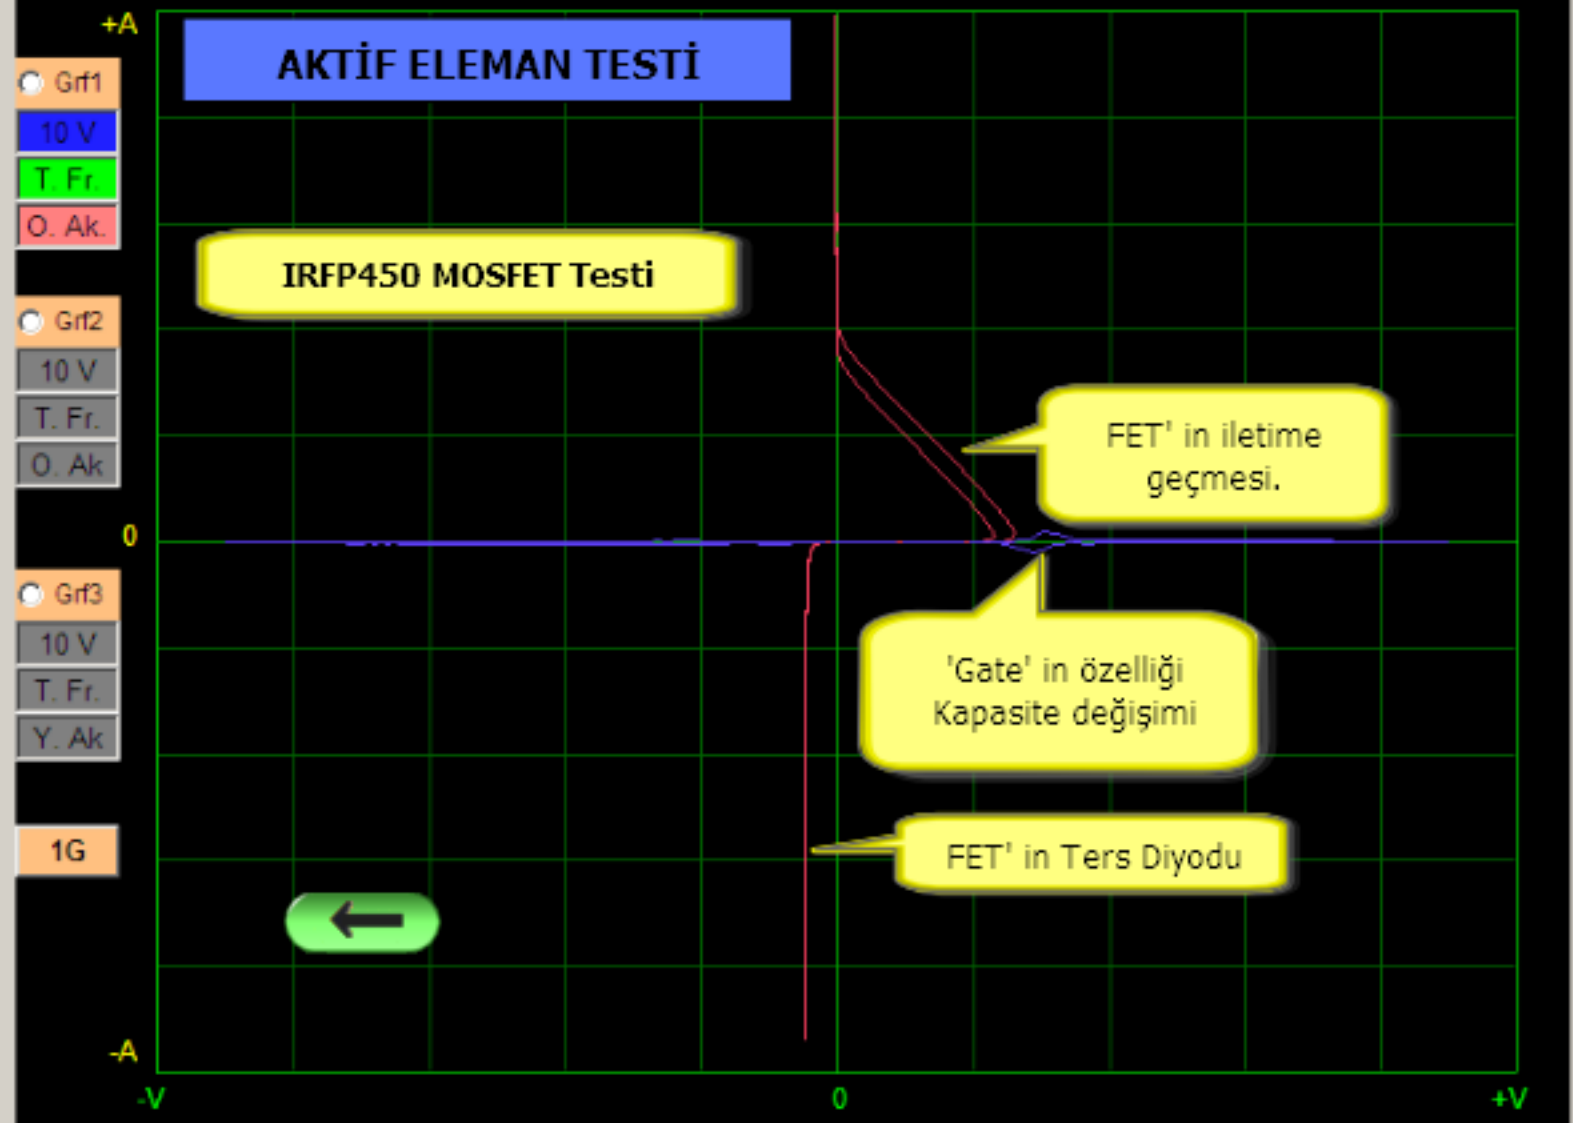 +A
AKTİF ELEMAN TESTİ
Grf1
10 V
T. Fr.
O. Ak.
IRFP450 MOSFET Testi
Grf2
10 V
T. Fr.
O. Ak
FET' in iletime
geçmesi.
0
Grf3
10 V
T. Fr.
Y. Ak
'Gate' in özelliği
Kapasite değişimi
1G
FET' in Ters Diyodu
-A
-V
0
+V